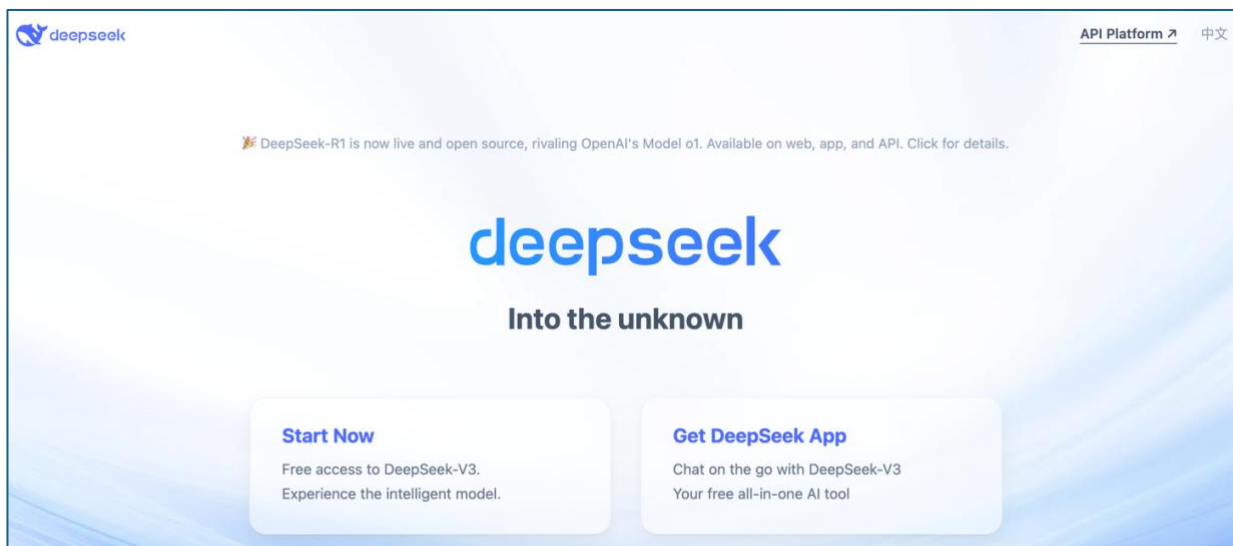 deepseek
API Platform ↗ 中文
🎉 DeepSeek-R1 is now live and open source, rivaling OpenAI's Model o1. Available on web, app, and API. Click for details.
deepseek
Into the unknown
Start Now
Free access to DeepSeek-V3.
Experience the intelligent model.
Get DeepSeek App
Chat on the go with DeepSeek-V3
Your free all-in-one AI tool